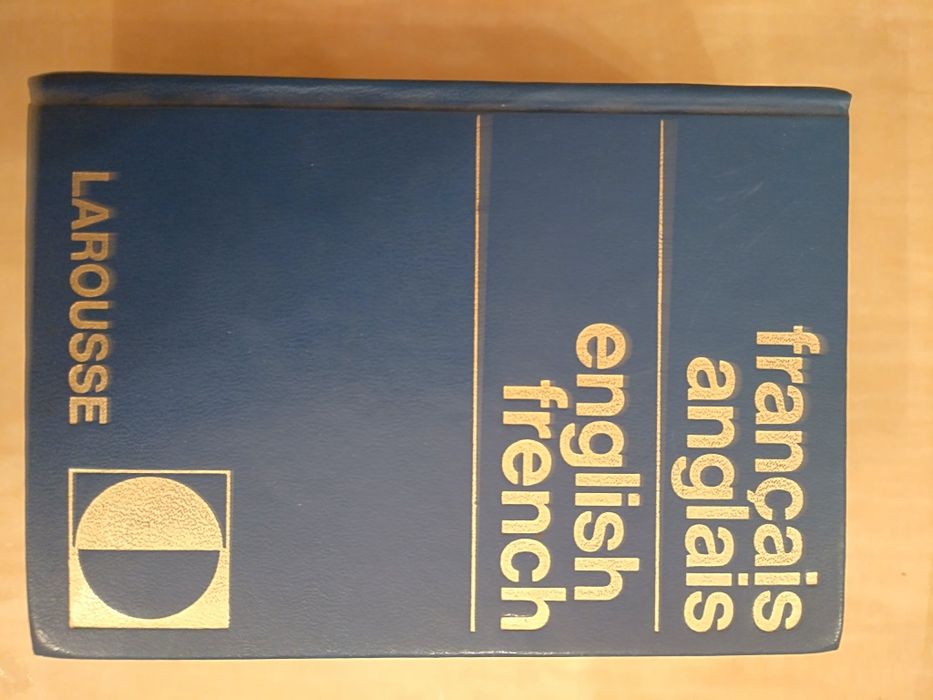 français
anglais
english
french
LAROUSSE